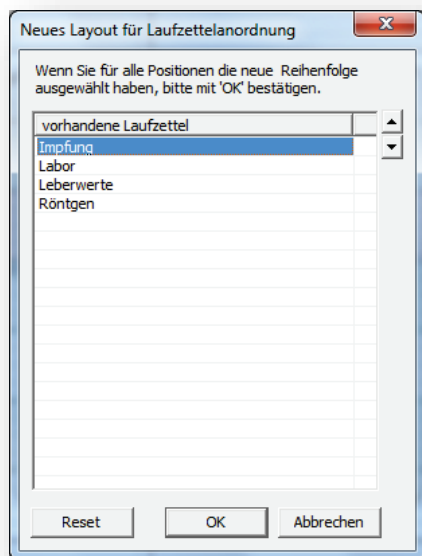 Neues Layout für Laufzettelanordnung
Wenn Sie für alle Positionen die neue Reihenfolge
ausgewählt haben, bitte mit 'OK' bestätigen.
vorhandene Laufzettel
Impfung
Labor
Leberwerte
Röntgen
Reset OK Abbrechen